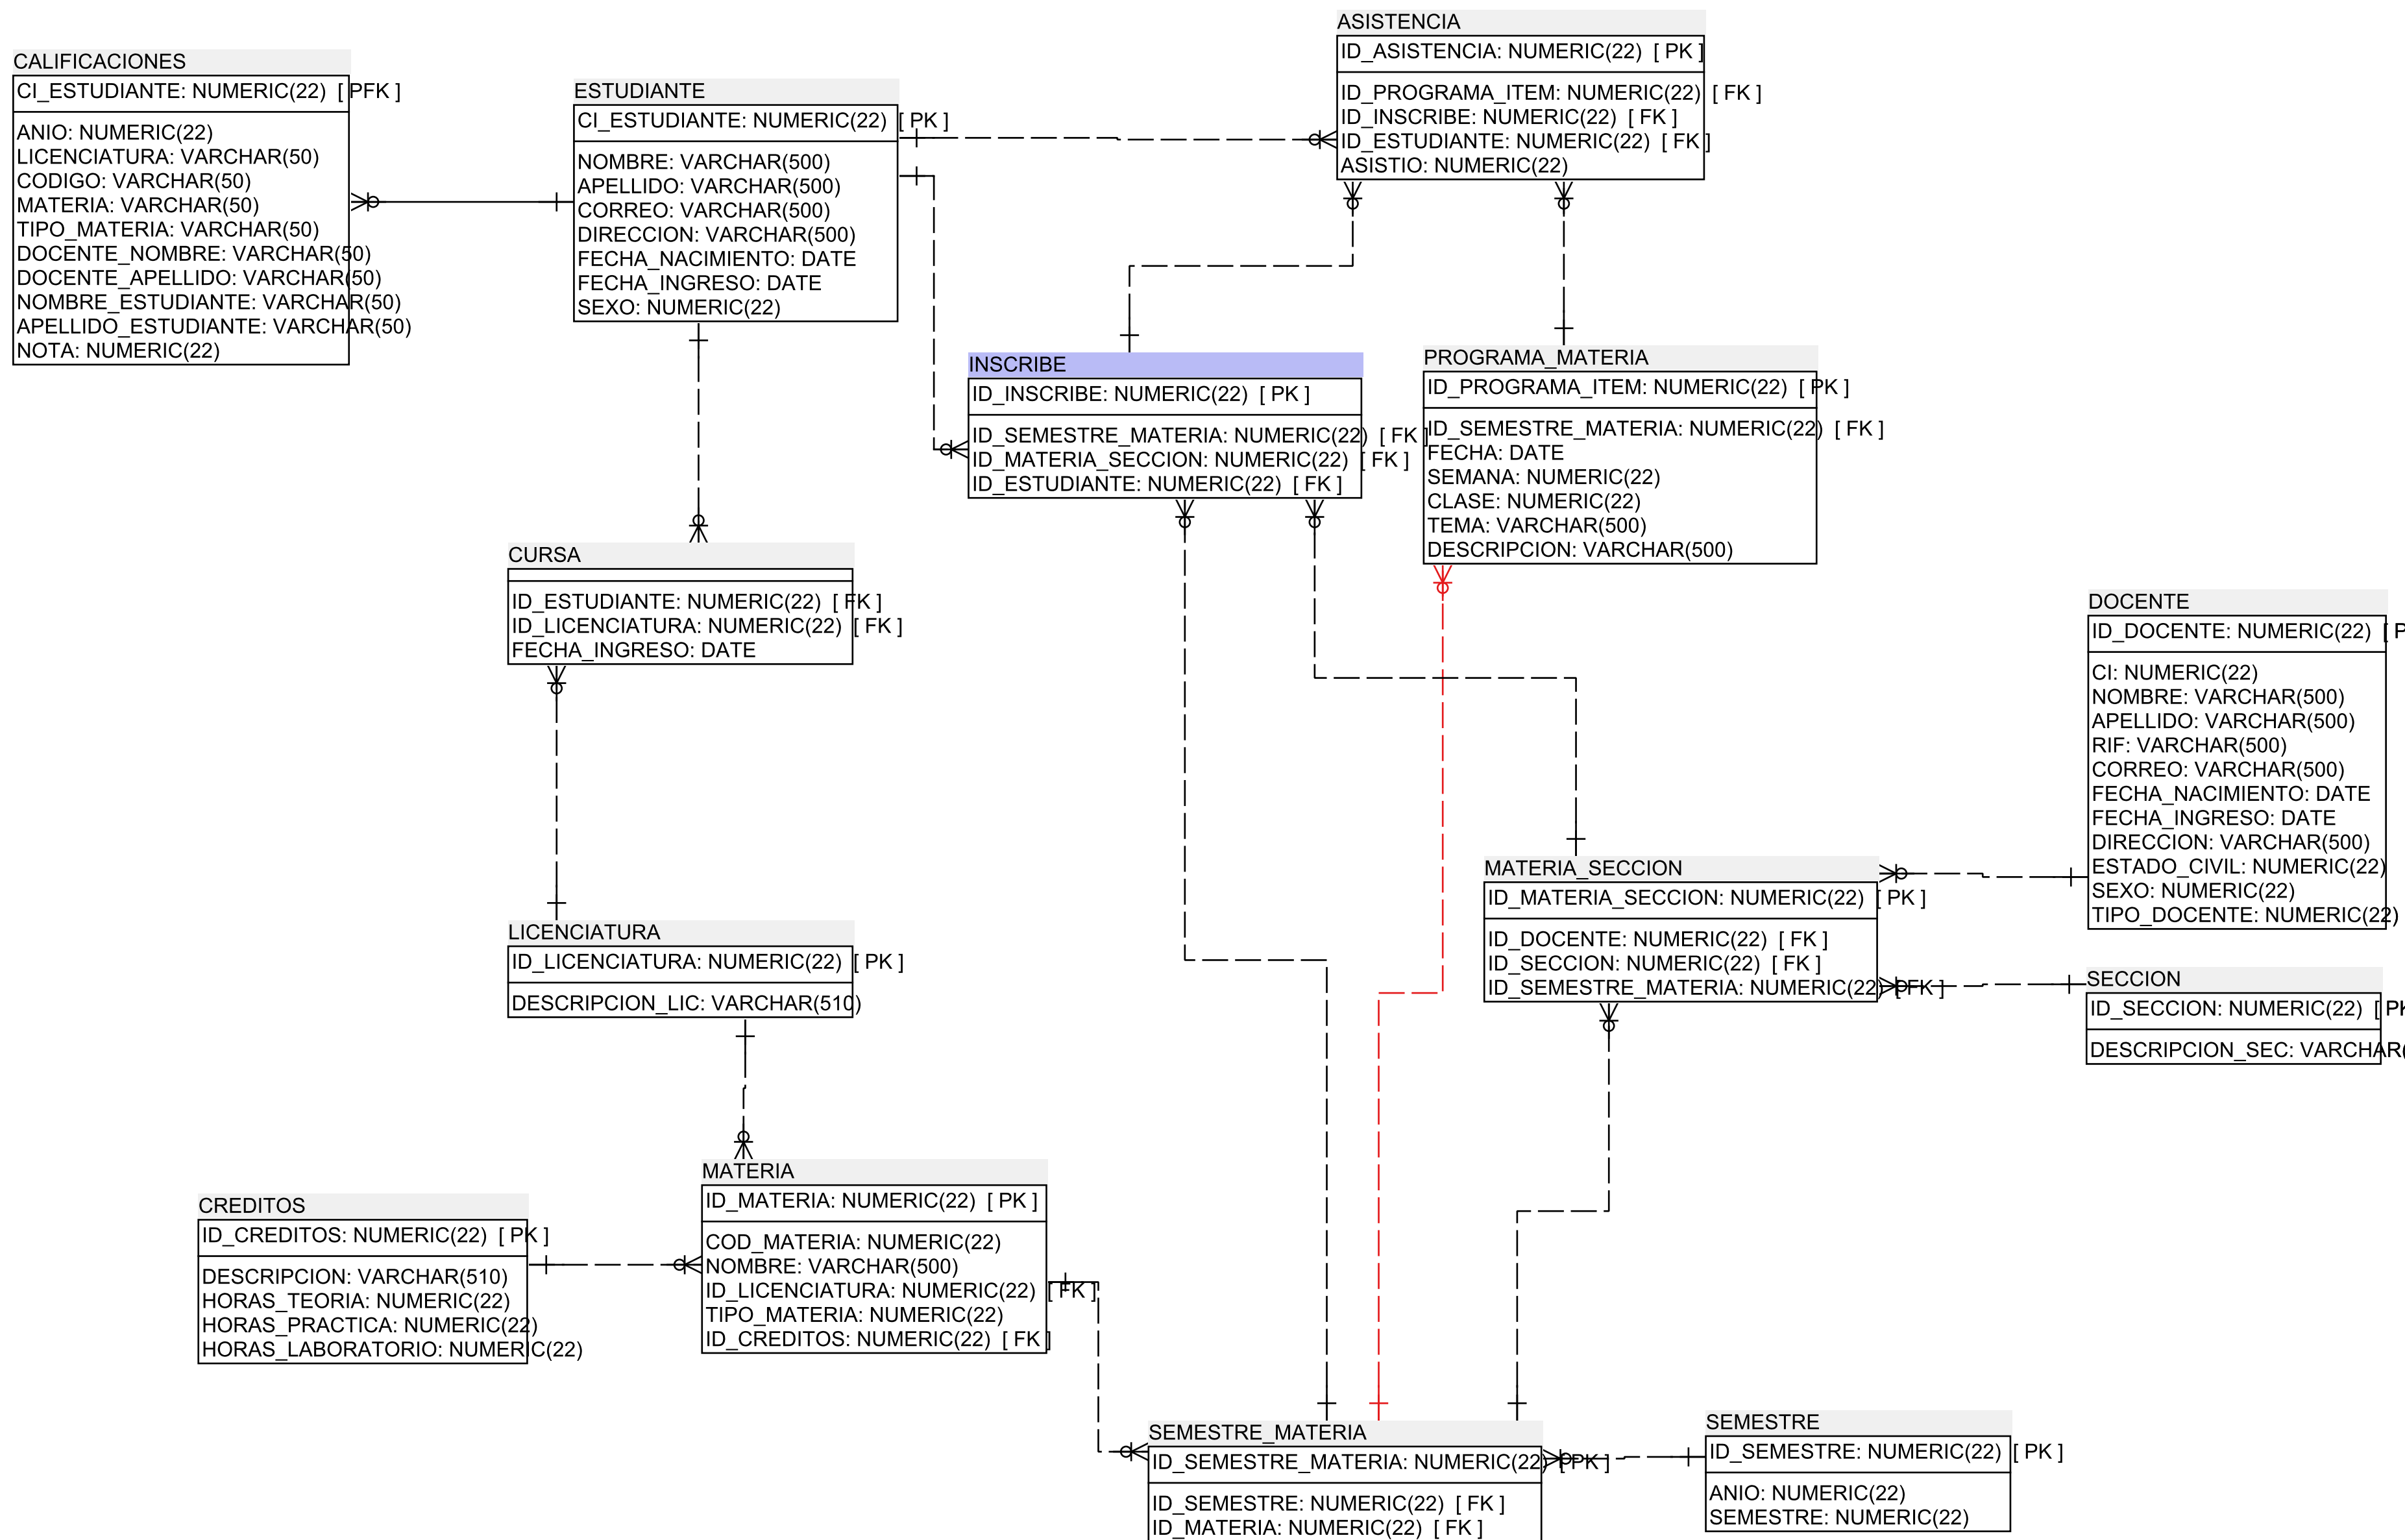 CALIFICACIONES
CI_ESTUDIANTE: NUMERIC(22) [ PFK ]
ANIO: NUMERIC(22)
LICENCIATURA: VARCHAR(50)
CODIGO: VARCHAR(50)
MATERIA: VARCHAR(50)
TIPO_MATERIA: VARCHAR(50)
DOCENTE_NOMBRE: VARCHAR(50)
DOCENTE_APELLIDO: VARCHAR(50)
NOMBRE_ESTUDIANTE: VARCHAR(50)
APELLIDO_ESTUDIANTE: VARCHAR(50)
NOTA: NUMERIC(22)
ESTUDIANTE
CI_ESTUDIANTE: NUMERIC(22) [ PK ]
NOMBRE: VARCHAR(500)
APELLIDO: VARCHAR(500)
CORREO: VARCHAR(500)
DIRECCION: VARCHAR(500)
FECHA_NACIMIENTO: DATE
FECHA_INGRESO: DATE
SEXO: NUMERIC(22)
ASISTENCIA
ID_ASISTENCIA: NUMERIC(22) [ PK ]
ID_PROGRAMA_ITEM: NUMERIC(22) [ FK ]
ID_INSCRIBE: NUMERIC(22) [ FK ]
ID_ESTUDIANTE: NUMERIC(22) [ FK ]
ASISTIO: NUMERIC(22)
INSCRIBE
ID_INSCRIBE: NUMERIC(22) [ PK ]
ID_SEMESTRE_MATERIA: NUMERIC(22) [ FK ]
ID_MATERIA_SECCION: NUMERIC(22) [ FK ]
ID_ESTUDIANTE: NUMERIC(22) [ FK ]
PROGRAMA_MATERIA
ID_PROGRAMA_ITEM: NUMERIC(22) [ PK ]
ID_SEMESTRE_MATERIA: NUMERIC(22) [ FK ]
FECHA: DATE
SEMANA: NUMERIC(22)
CLASE: NUMERIC(22)
TEMA: VARCHAR(500)
DESCRIPCION: VARCHAR(500)
CURSA
ID_ESTUDIANTE: NUMERIC(22) [ FK ]
ID_LICENCIATURA: NUMERIC(22) [ FK ]
FECHA_INGRESO: DATE
DOCENTE
ID_DOCENTE: NUMERIC(22) [ P
CI: NUMERIC(22)
NOMBRE: VARCHAR(500)
APELLIDO: VARCHAR(500)
RIF: VARCHAR(500)
CORREO: VARCHAR(500)
FECHA_NACIMIENTO: DATE
FECHA_INGRESO: DATE
DIRECCION: VARCHAR(500)
ESTADO_CIVIL: NUMERIC(22)
SEXO: NUMERIC(22)
TIPO_DOCENTE: NUMERIC(22)
MATERIA_SECCION
ID_MATERIA_SECCION: NUMERIC(22) [ PK ]
ID_DOCENTE: NUMERIC(22) [ FK ]
ID_SECCION: NUMERIC(22) [ FK ]
ID_SEMESTRE_MATERIA: NUMERIC(22) [ FK ]
SECCION
ID_SECCION: NUMERIC(22) [ PK
DESCRIPCION_SEC: VARCHAR(
LICENCIATURA
ID_LICENCIATURA: NUMERIC(22) [ PK ]
DESCRIPCION_LIC: VARCHAR(510)
MATERIA
ID_MATERIA: NUMERIC(22) [ PK ]
COD_MATERIA: NUMERIC(22)
NOMBRE: VARCHAR(500)
ID_LICENCIATURA: NUMERIC(22) [ FK ]
TIPO_MATERIA: NUMERIC(22)
ID_CREDITOS: NUMERIC(22) [ FK ]
CREDITOS
ID_CREDITOS: NUMERIC(22) [ PK ]
DESCRIPCION: VARCHAR(510)
HORAS_TEORIA: NUMERIC(22)
HORAS_PRACTICA: NUMERIC(22)
HORAS_LABORATORIO: NUMERIC(22)
SEMESTRE_MATERIA
ID_SEMESTRE_MATERIA: NUMERIC(22) [ PK ]
ID_SEMESTRE: NUMERIC(22) [ FK ]
ID_MATERIA: NUMERIC(22) [ FK ]
SEMESTRE
ID_SEMESTRE: NUMERIC(22) [ PK ]
ANIO: NUMERIC(22)
SEMESTRE: NUMERIC(22)